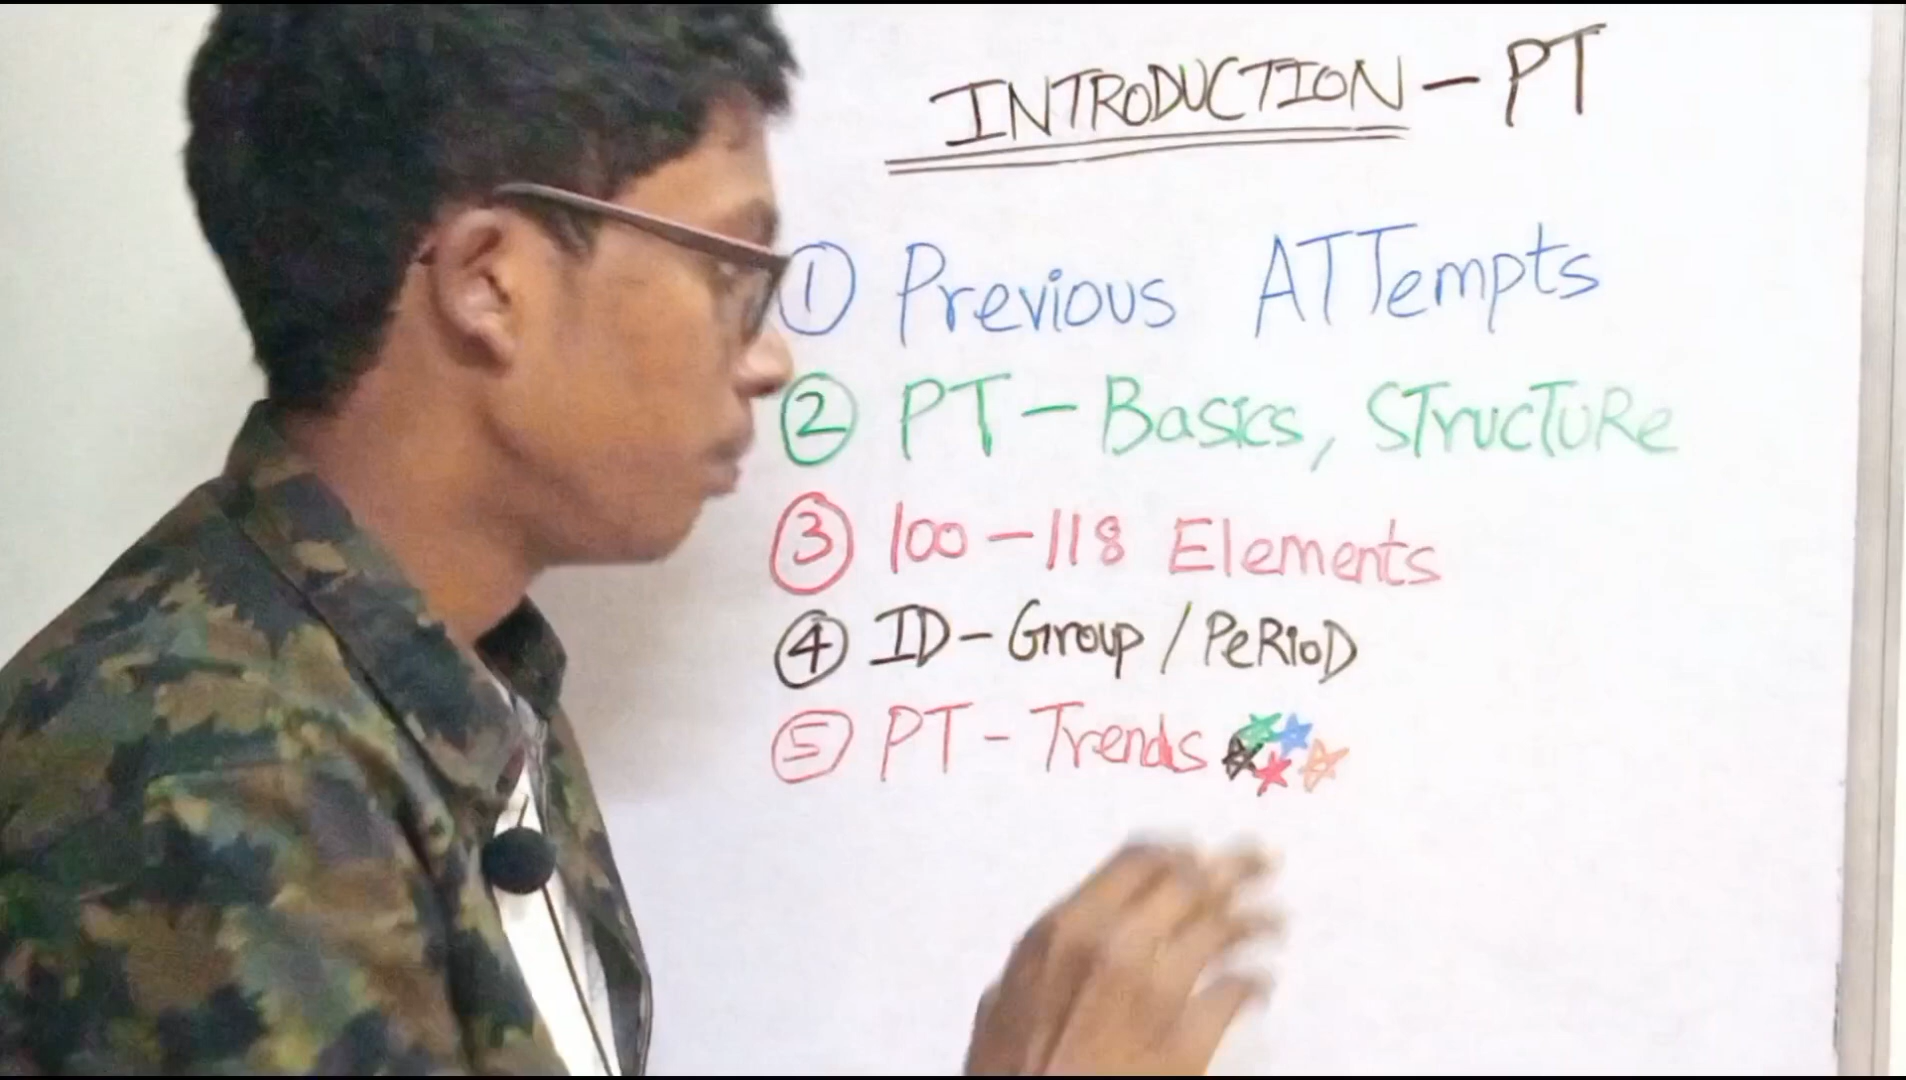 INTRODUCTION - PT
① Previous ATTempts
② PT - Basics, STrucTuRe
③ 100 - 118 Elements
④ ID - Group / PeRIoD
⑤ PT - Trends